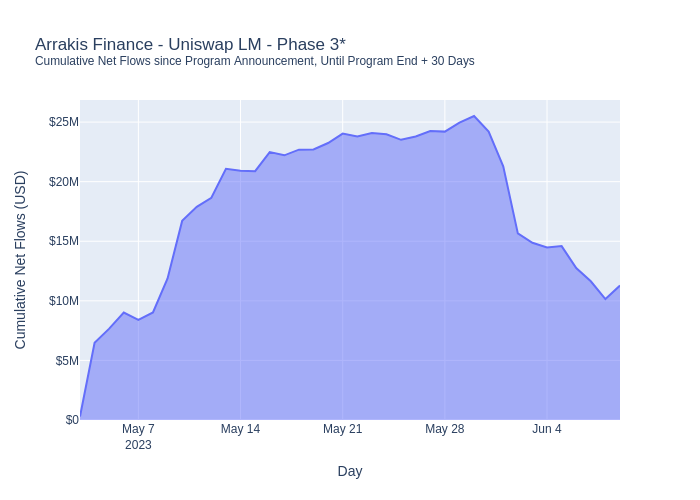 Arrakis Finance - Uniswap LM - Phase 3*
Cumulative Net Flows since Program Announcement, Until Program End + 30 Days
Cumulative Net Flows (USD)
$25M
$20M
$15M
$10M
$5M
$0
May 7
2023
May 14
May 21
May 28
Jun 4
Day